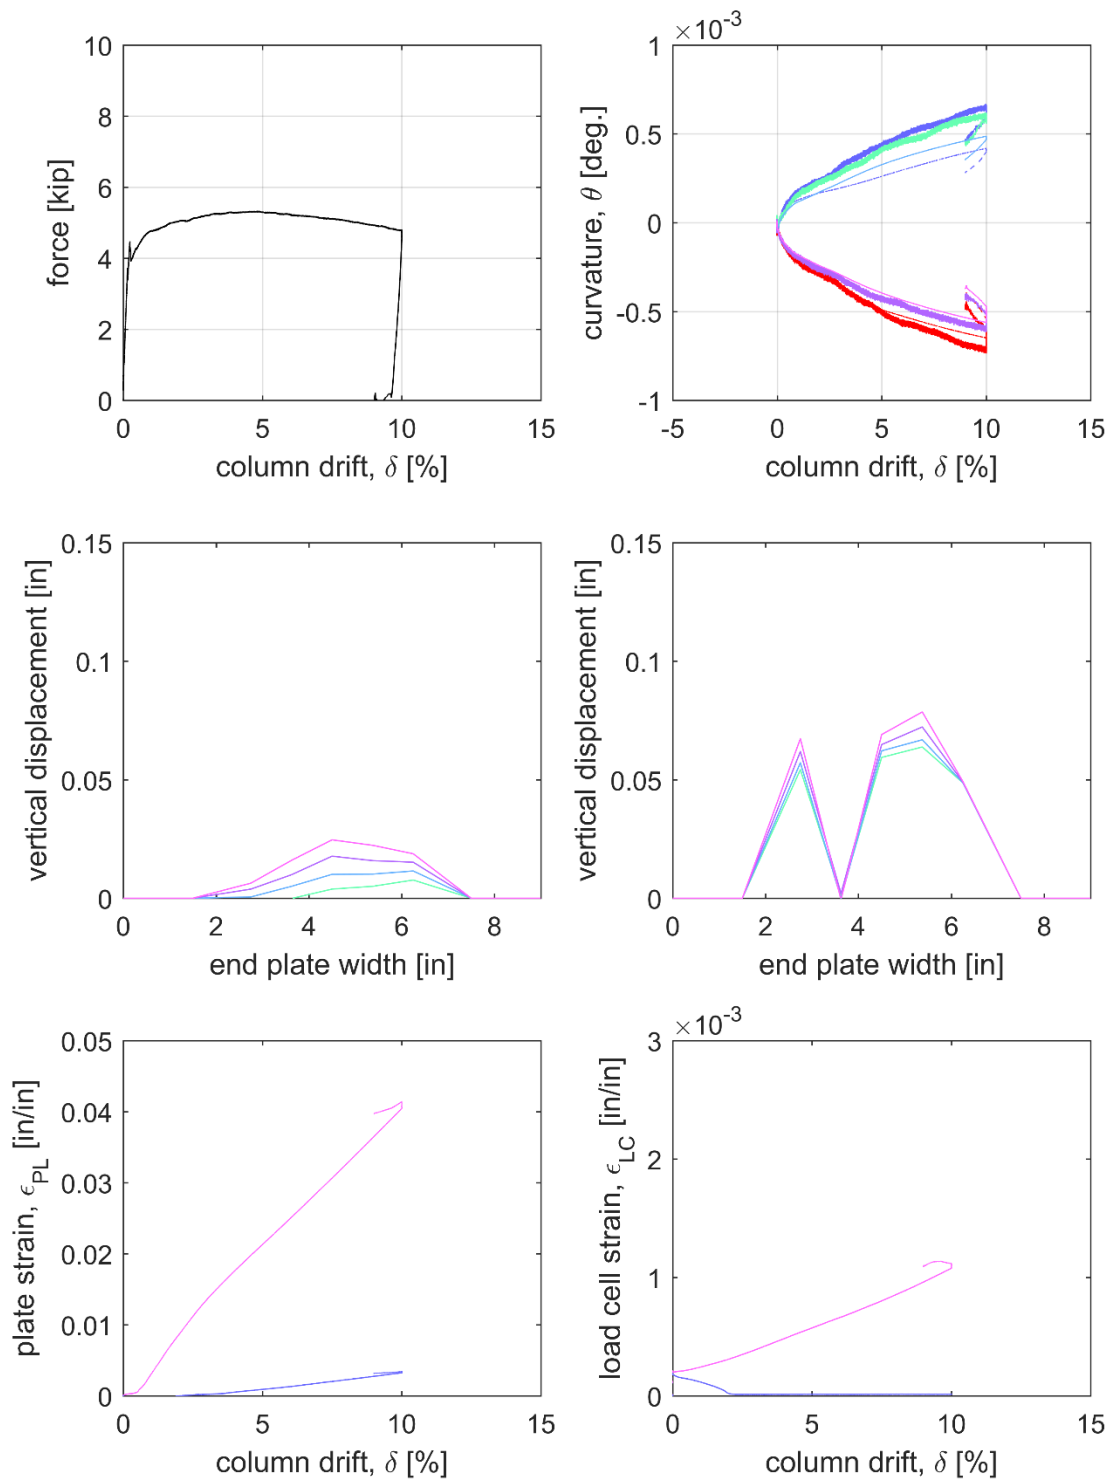 10
8
6
4
2
0
force [kip]
0 5 10 15
column drift, δ [%]
×10⁻³
1
0.5
0
-0.5
-1
curvature, θ [deg.]
-5 0 5 10 15
column drift, δ [%]
0.15
0.1
0.05
0
vertical displacement [in]
0 2 4 6 8
end plate width [in]
0.15
0.1
0.05
0
vertical displacement [in]
0 2 4 6 8
end plate width [in]
0.05
0.04
0.03
0.02
0.01
0
plate strain, ϵPL [in/in]
0 5 10 15
column drift, δ [%]
×10⁻³
3
2
1
0
load cell strain, ϵLC [in/in]
0 5 10 15
column drift, δ [%]